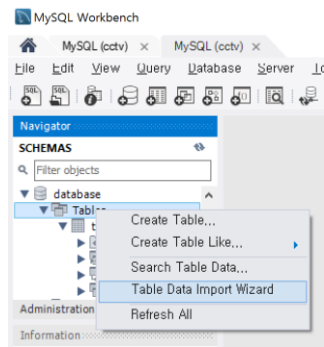 MySQL Workbench
MySQL (cctv) × MySQL (cctv) ×
File Edit View Query Database Server
Navigator
SCHEMAS
Filter objects
database
Tables
Create Table...
Create Table Like...
Search Table Data...
Table Data Import Wizard
Refresh All
Administration
Information